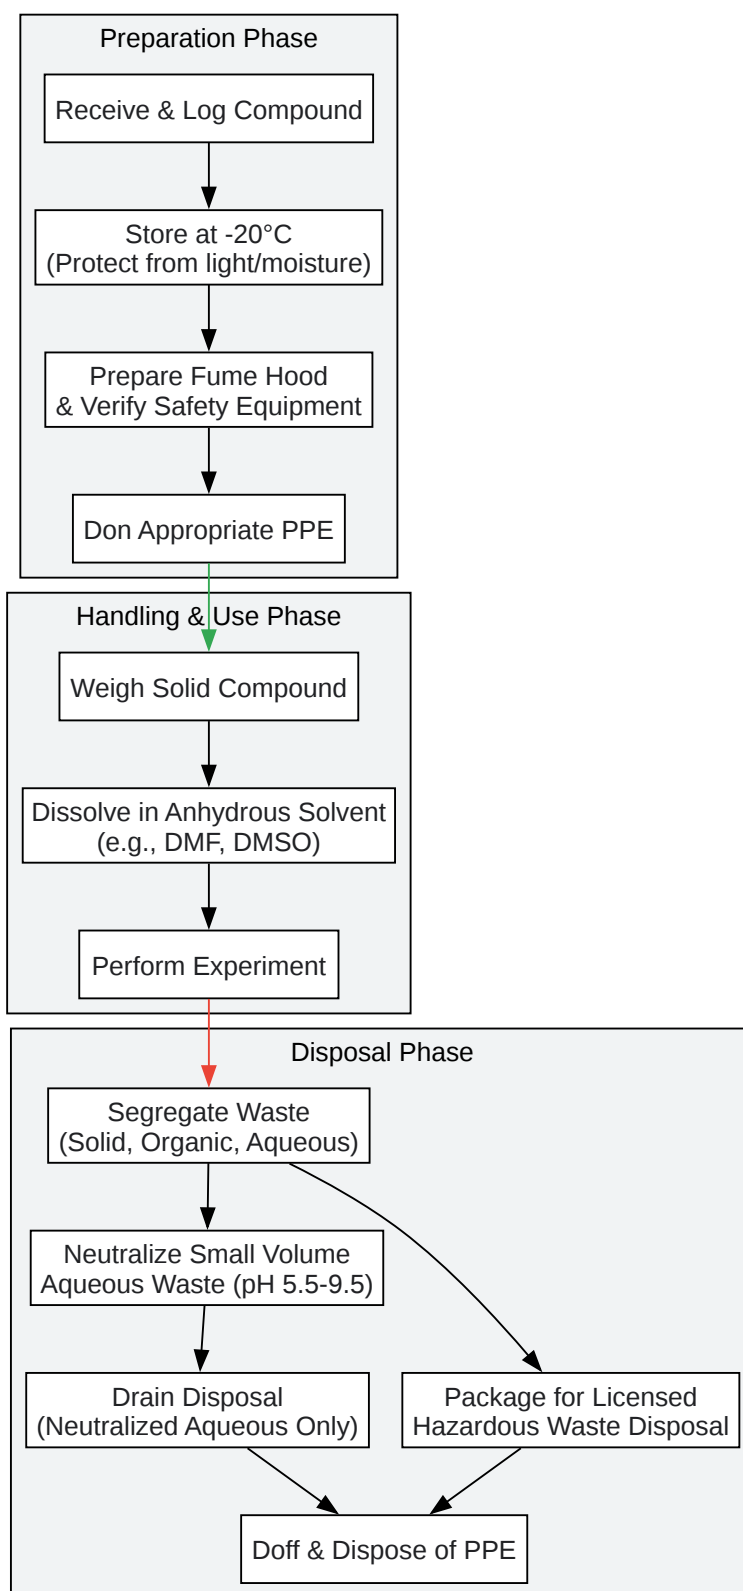 Preparation Phase
Receive & Log Compound
Store at -20°C
(Protect from light/moisture)
Prepare Fume Hood
& Verify Safety Equipment
Don Appropriate PPE
Handling & Use Phase
Weigh Solid Compound
Dissolve in Anhydrous Solvent
(e.g., DMF, DMSO)
Perform Experiment
Disposal Phase
Segregate Waste
(Solid, Organic, Aqueous)
Neutralize Small Volume
Aqueous Waste (pH 5.5-9.5)
Drain Disposal
(Neutralized Aqueous Only)
Package for Licensed
Hazardous Waste Disposal
Doff & Dispose of PPE